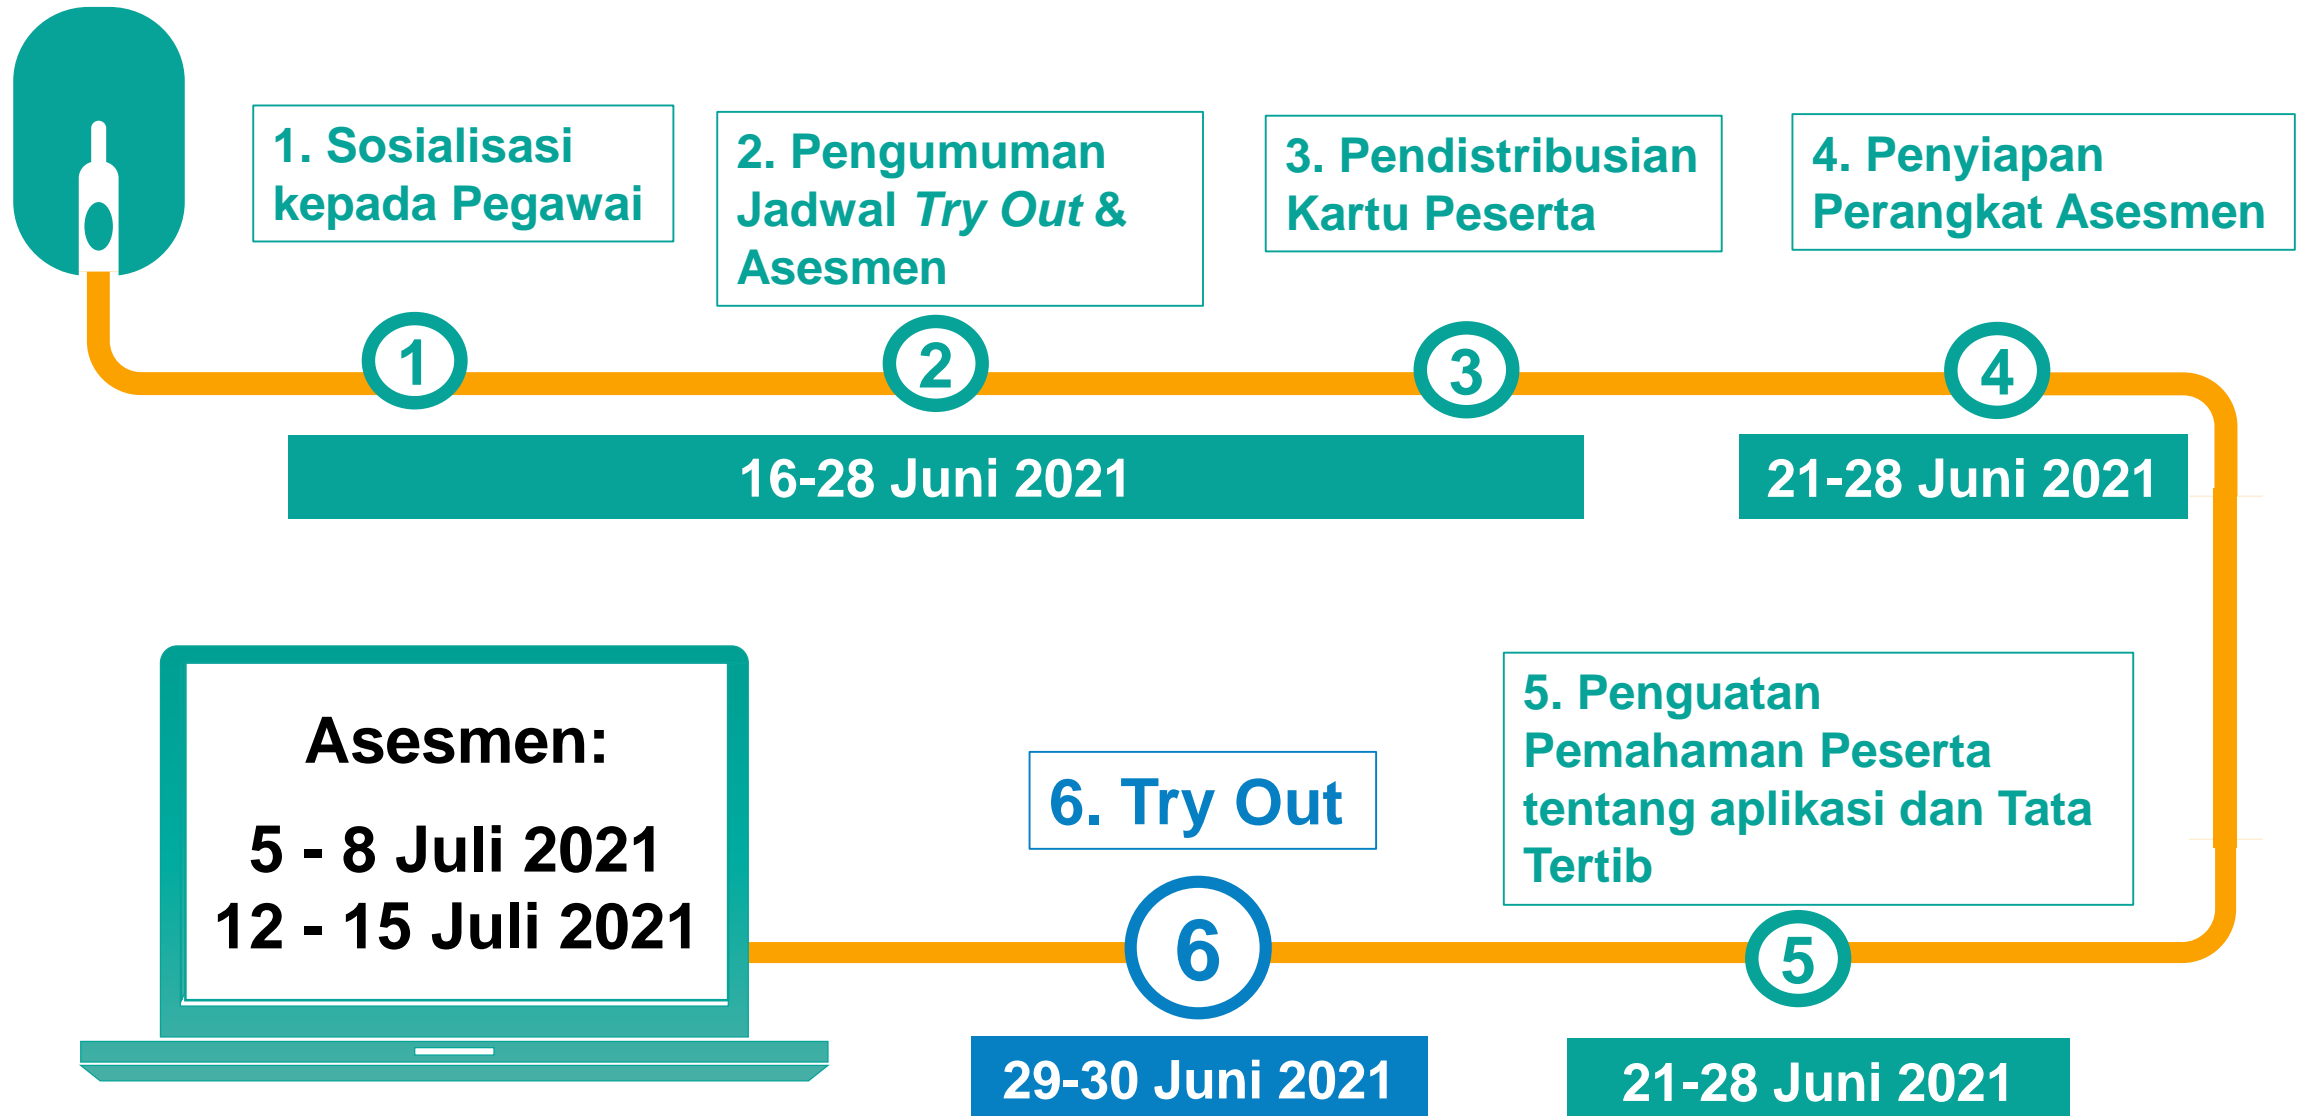 1. Sosialisasi
kepada Pegawai
2. Pengumuman
Jadwal Try Out &
Asesmen
3. Pendistribusian
Kartu Peserta
4. Penyiapan
Perangkat Asesmen
1
2
3
4
16-28 Juni 2021
21-28 Juni 2021
5. Penguatan
Pemahaman Peserta
tentang aplikasi dan Tata
Tertib
5
21-28 Juni 2021
6. Try Out
6
29-30 Juni 2021
Asesmen:
5 - 8 Juli 2021
12 - 15 Juli 2021